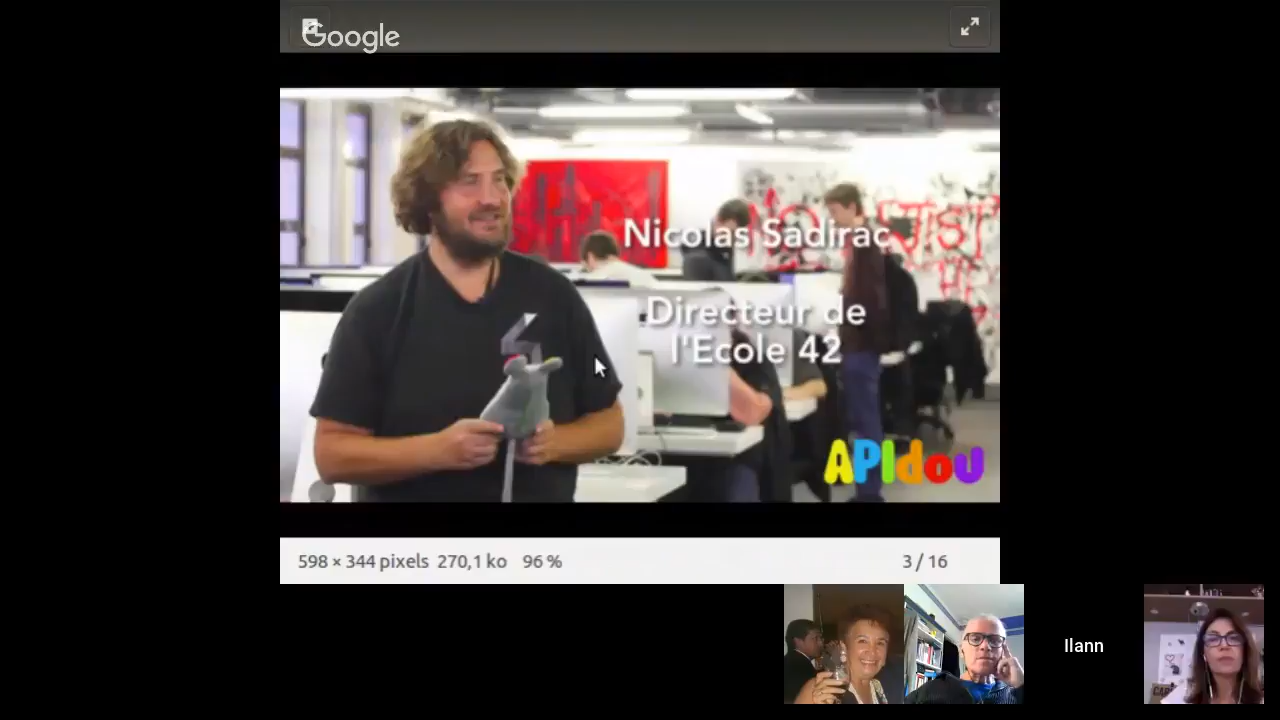 Google
Nicolas Sadirac
Directeur de
l'Ecole 42
APIdou
598 × 344 pixels 270,1 ko 96 %
3 / 16
Ilann